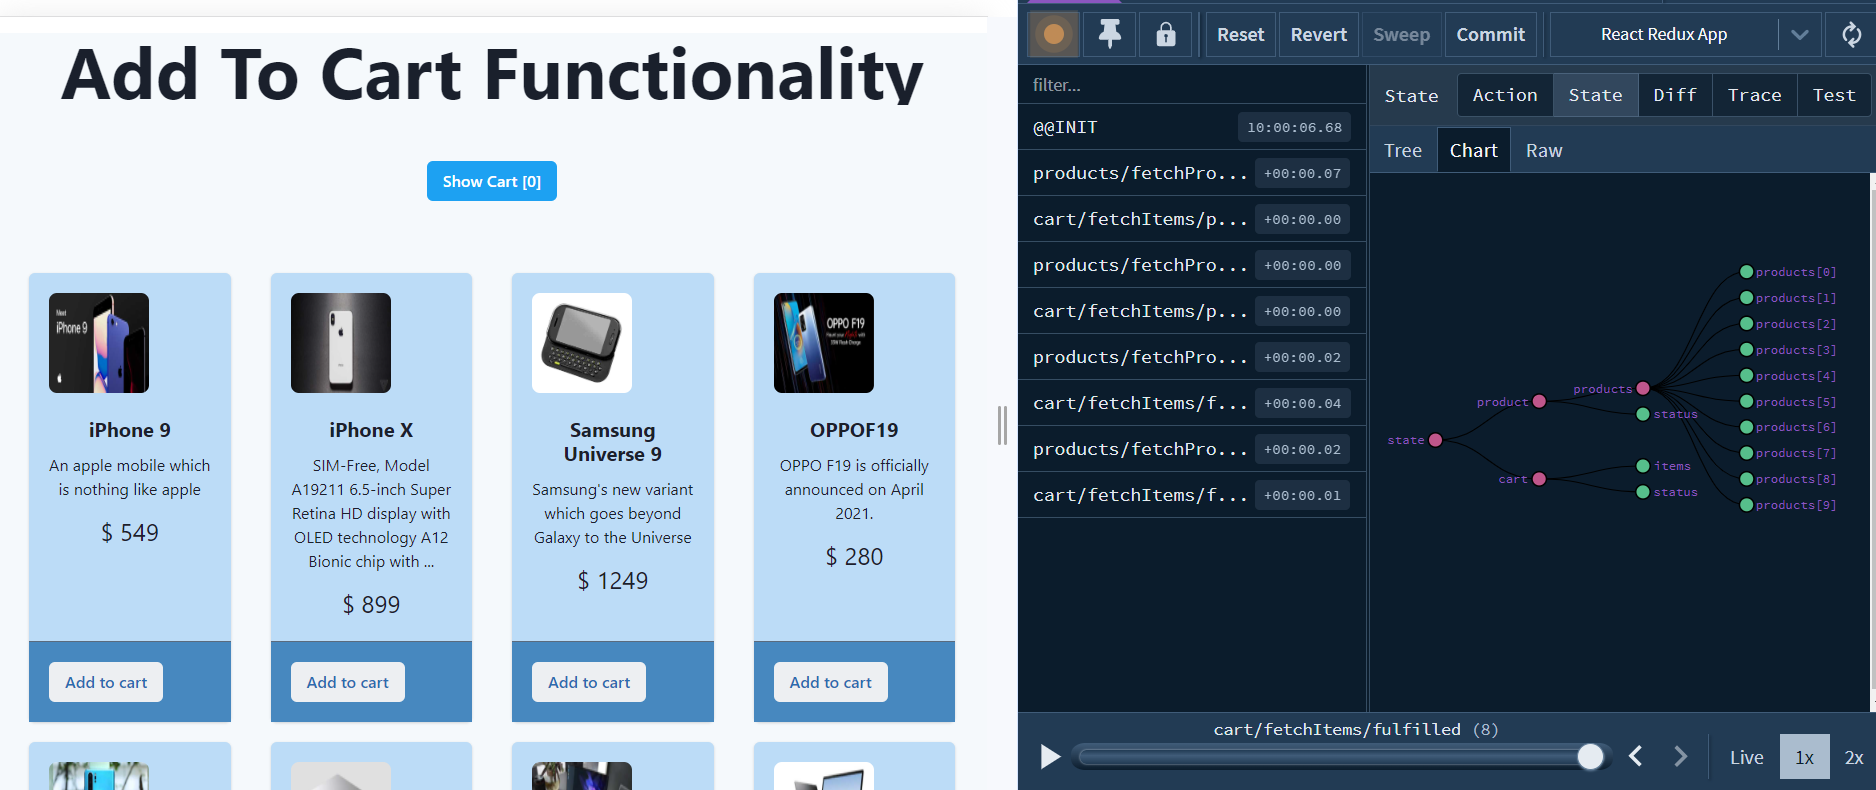 Add To Cart Functionality
Show Cart [0]
Meet
iPhone 9
iPhone 9
An apple mobile which
is nothing like apple
$ 549
Add to cart
iPhone X
SIM-Free, Model
A19211 6.5-inch Super
Retina HD display with
OLED technology A12
Bionic chip with ...
$ 899
Add to cart
Samsung
Universe 9
Samsung's new variant
which goes beyond
Galaxy to the Universe
$ 1249
Add to cart
OPPO F19
OPPOF19
OPPO F19 is officially
announced on April
2021.
$ 280
Add to cart
Reset Revert Sweep Commit React Redux App
filter...
@@INIT 10:00:06.68
products/fetchPro... +00:00.07
cart/fetchItems/p... +00:00.00
products/fetchPro... +00:00.00
cart/fetchItems/p... +00:00.00
products/fetchPro... +00:00.02
cart/fetchItems/f... +00:00.04
products/fetchPro... +00:00.02
cart/fetchItems/f... +00:00.01
State Action State Diff Trace Test
Tree Chart Raw
state
product
cart
products
status
items
status
products[0]
products[1]
products[2]
products[3]
products[4]
products[5]
products[6]
products[7]
products[8]
products[9]
cart/fetchItems/fulfilled (8)
Live 1x 2x